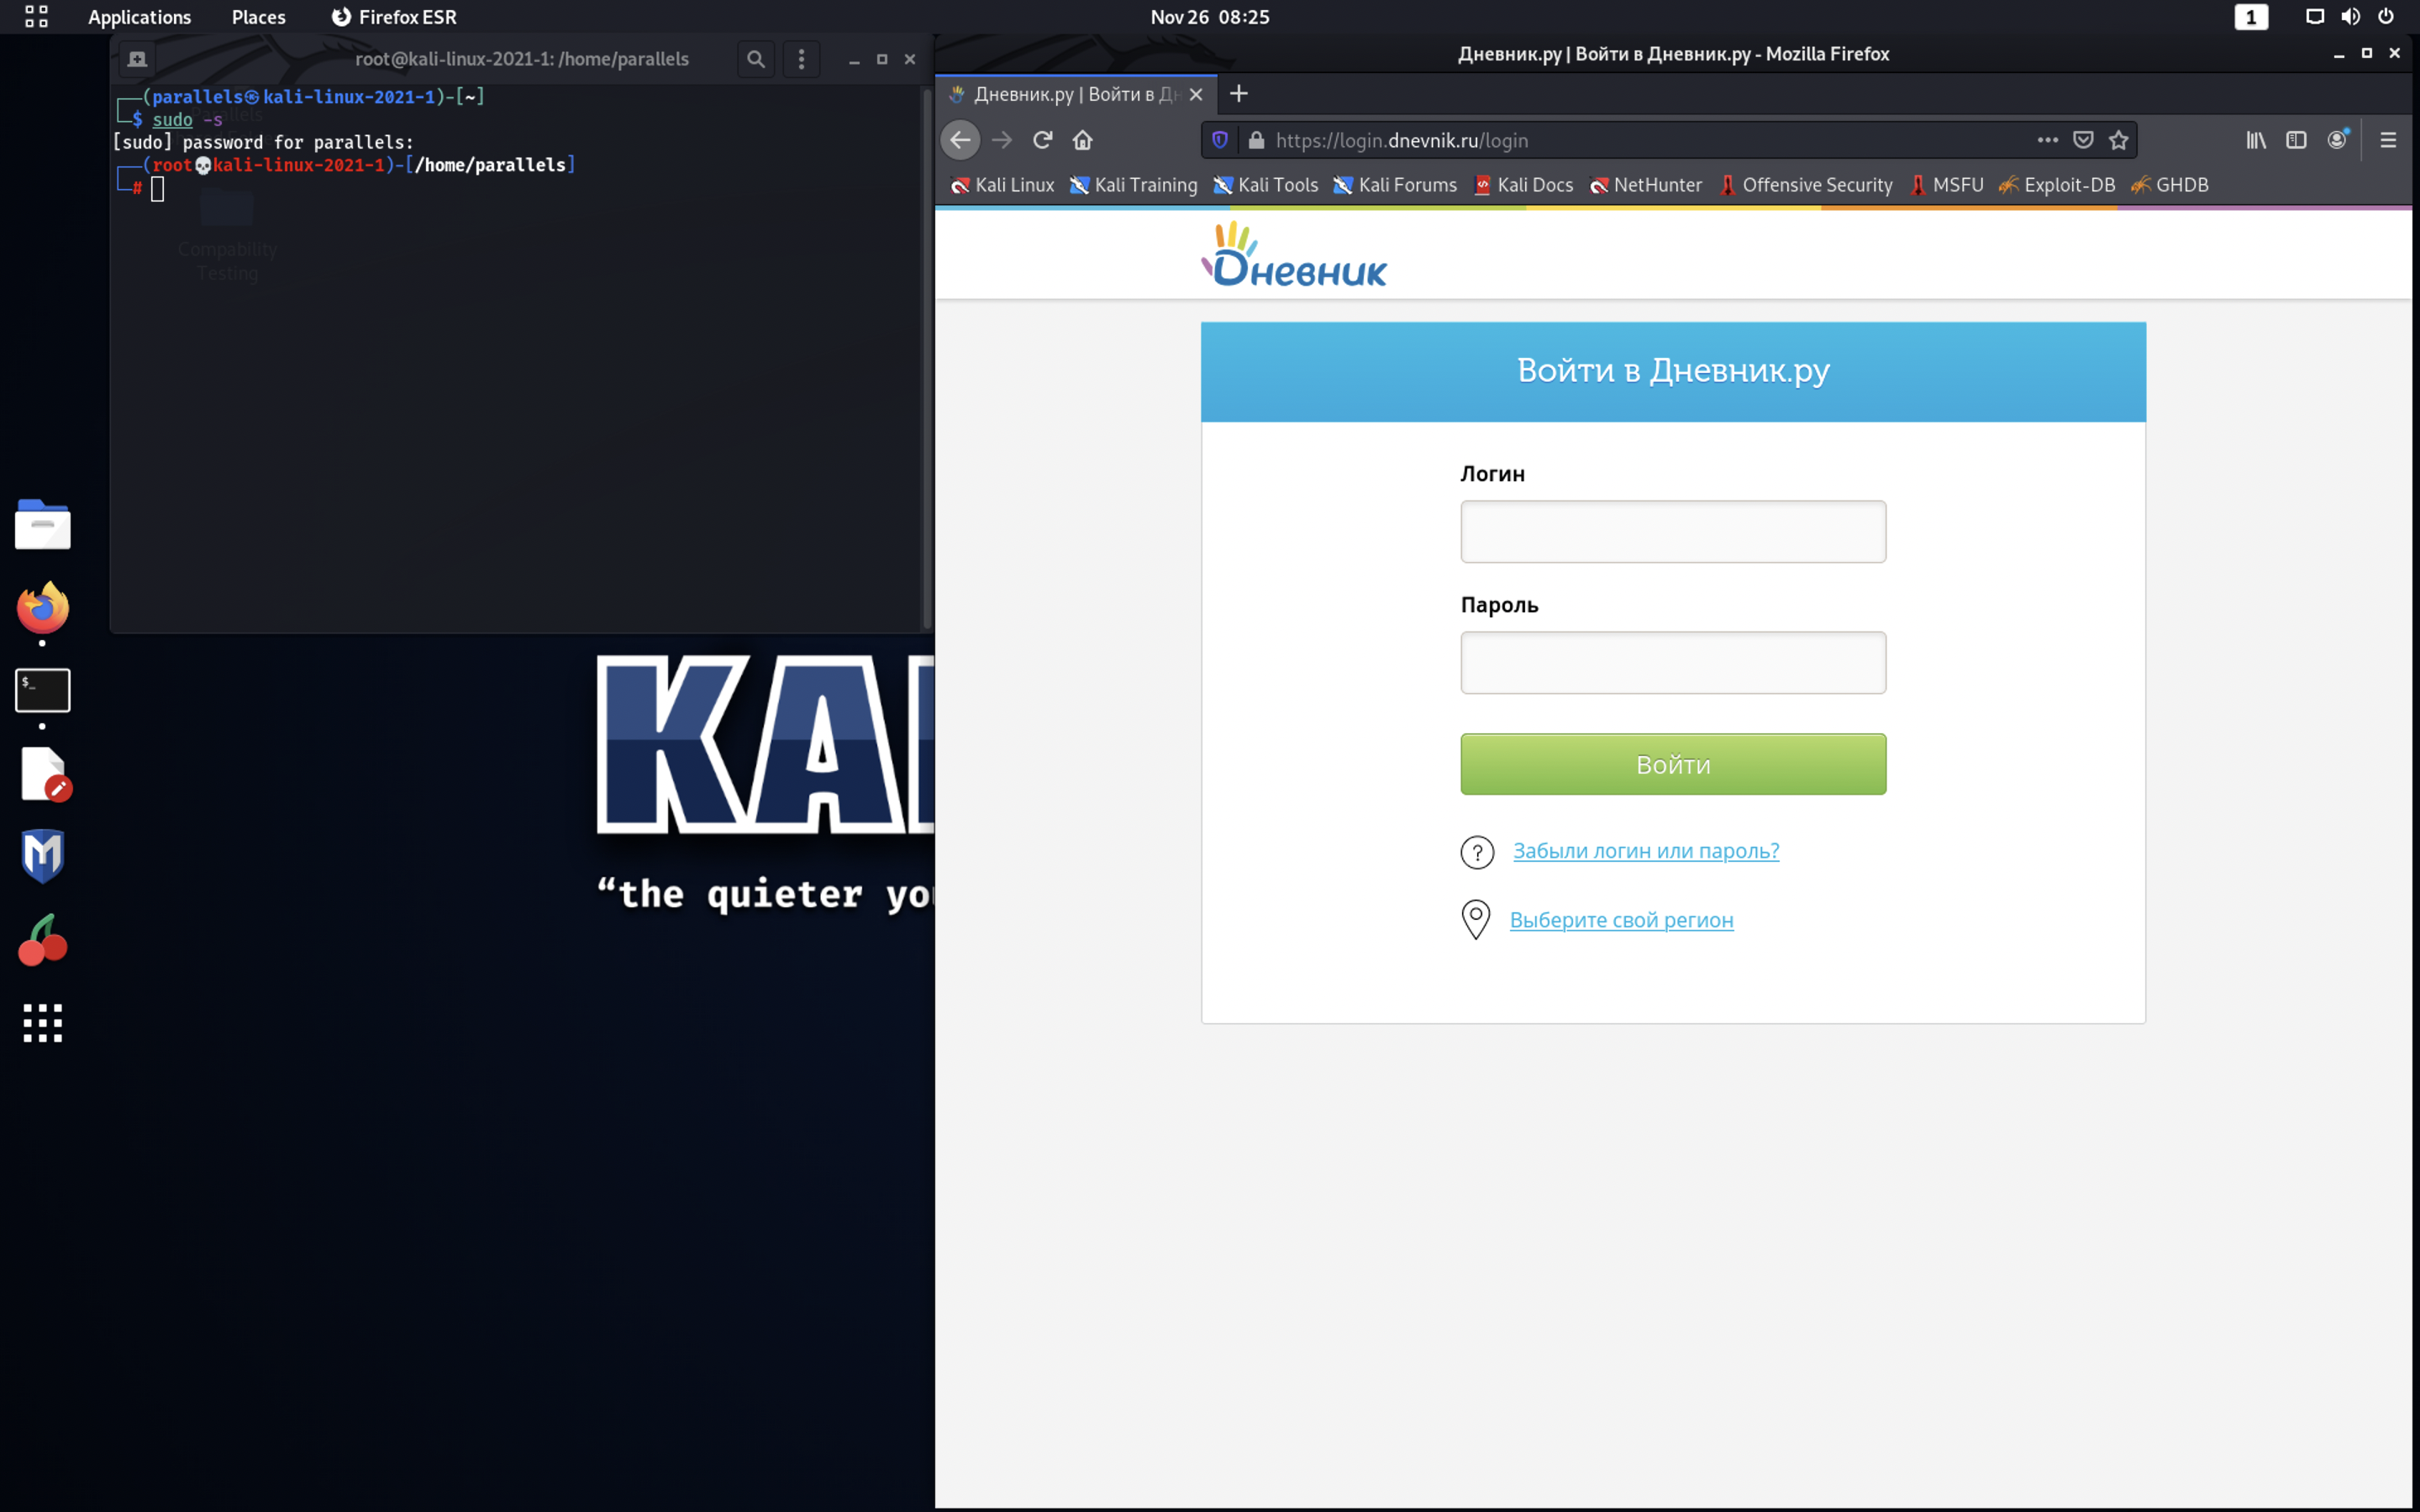 Applications Places Firefox ESR Nov 26 08:25 1
root@kali-linux-2021-1: /home/parallels
┌──(parallels㉿kali-linux-2021-1)-[~]
└─$ sudo -s
[sudo] password for parallels:
┌──(root💀kali-linux-2021-1)-[/home/parallels]
└─#
Compability
Testing
$_
KA
“the quieter yo
Дневник.ру | Войти в Дневник.ру - Mozilla Firefox
Дневник.ру | Войти в Дн
https://login.dnevnik.ru/login
Kali Linux Kali Training Kali Tools Kali Forums Kali Docs NetHunter Offensive Security MSFU Exploit-DB GHDB
Дневник
Войти в Дневник.ру
Логин
Пароль
Войти
? Забыли логин или пароль?
Выберите свой регион